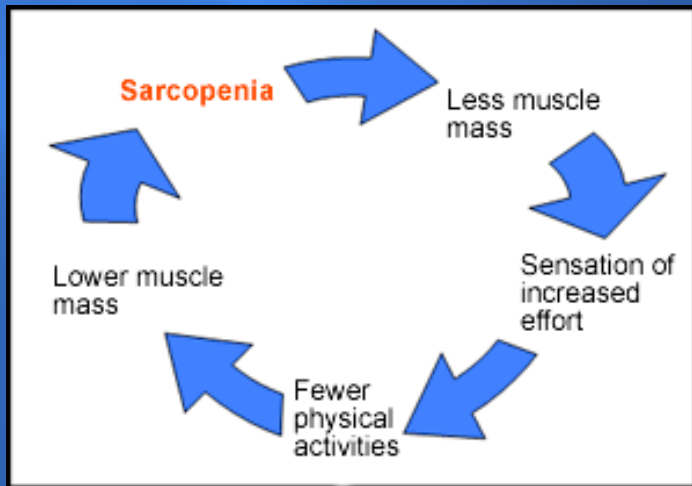 Sarcopenia
Less muscle
mass
Sensation of
increased
effort
Fewer
physical
activities
Lower muscle
mass